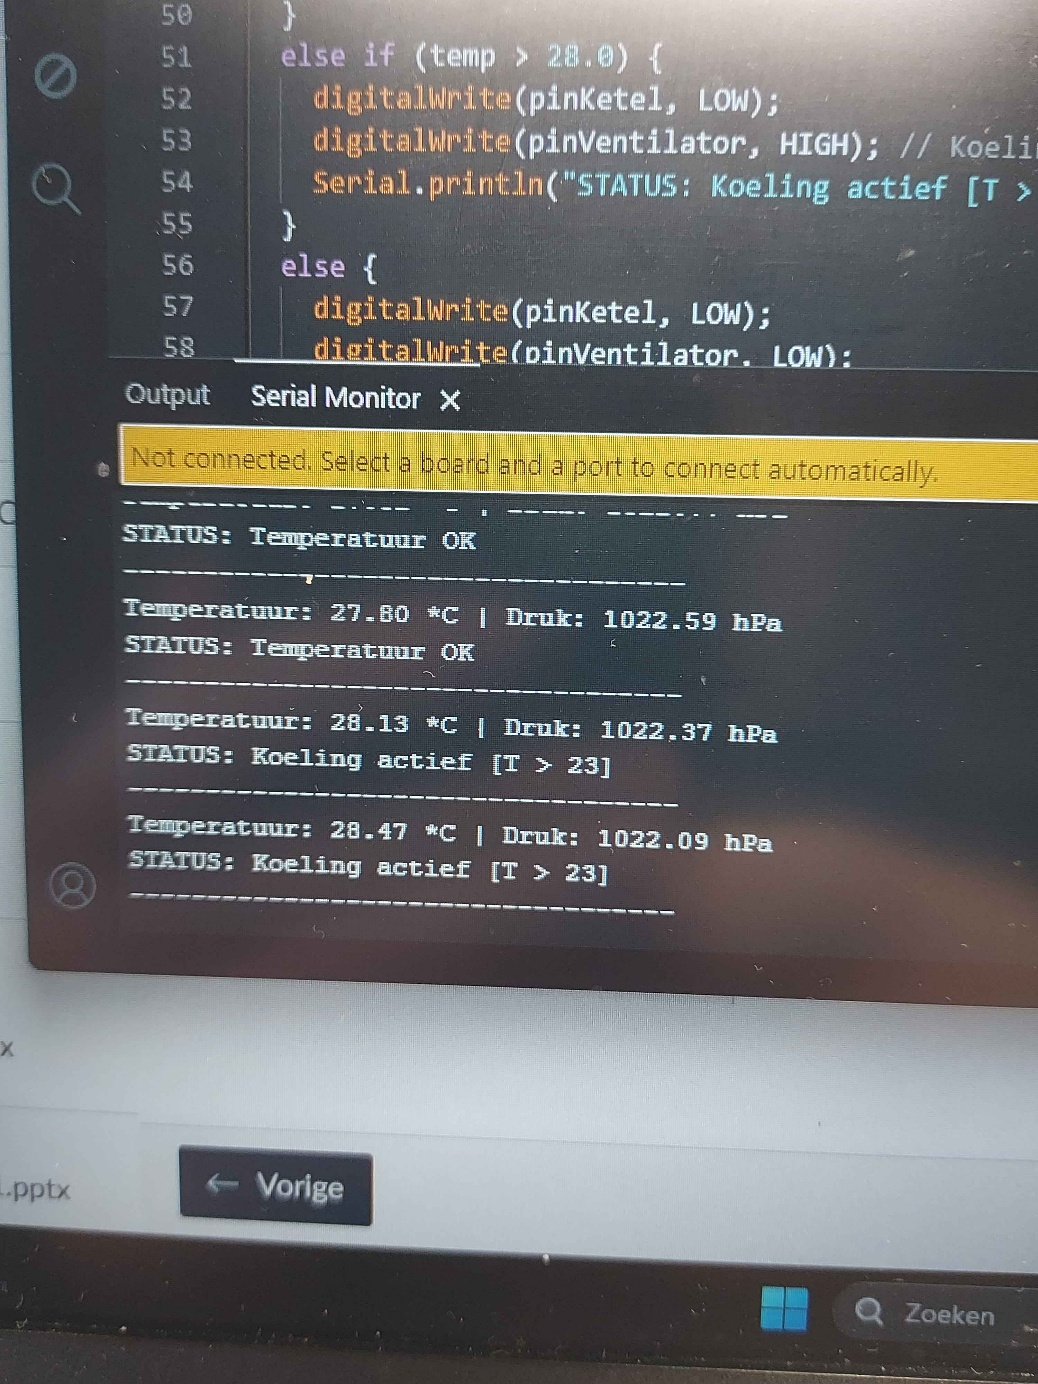 50 }
51 else if (temp > 28.0) {
52 digitalWrite(pinKetel, LOW);
53 digitalWrite(pinVentilator, HIGH); // Koeli
54 Serial.println("STATUS: Koeling actief [T >
55 }
56 else {
57 digitalWrite(pinKetel, LOW);
58 digitalWrite(pinVentilator, LOW);
Output Serial Monitor X
Not connected. Select a board and a port to connect automatically.
STATUS: Temperatuur OK
-----------------------------------
Temperatuur: 27.80 *C | Druk: 1022.59 hPa
STATUS: Temperatuur OK
-----------------------------------
Temperatuur: 28.13 *C | Druk: 1022.37 hPa
STATUS: Koeling actief [T > 23]
-----------------------------------
Temperatuur: 28.47 *C | Druk: 1022.09 hPa
STATUS: Koeling actief [T > 23]
-----------------------------------
x
.pptx
← Vorige
Zoeken